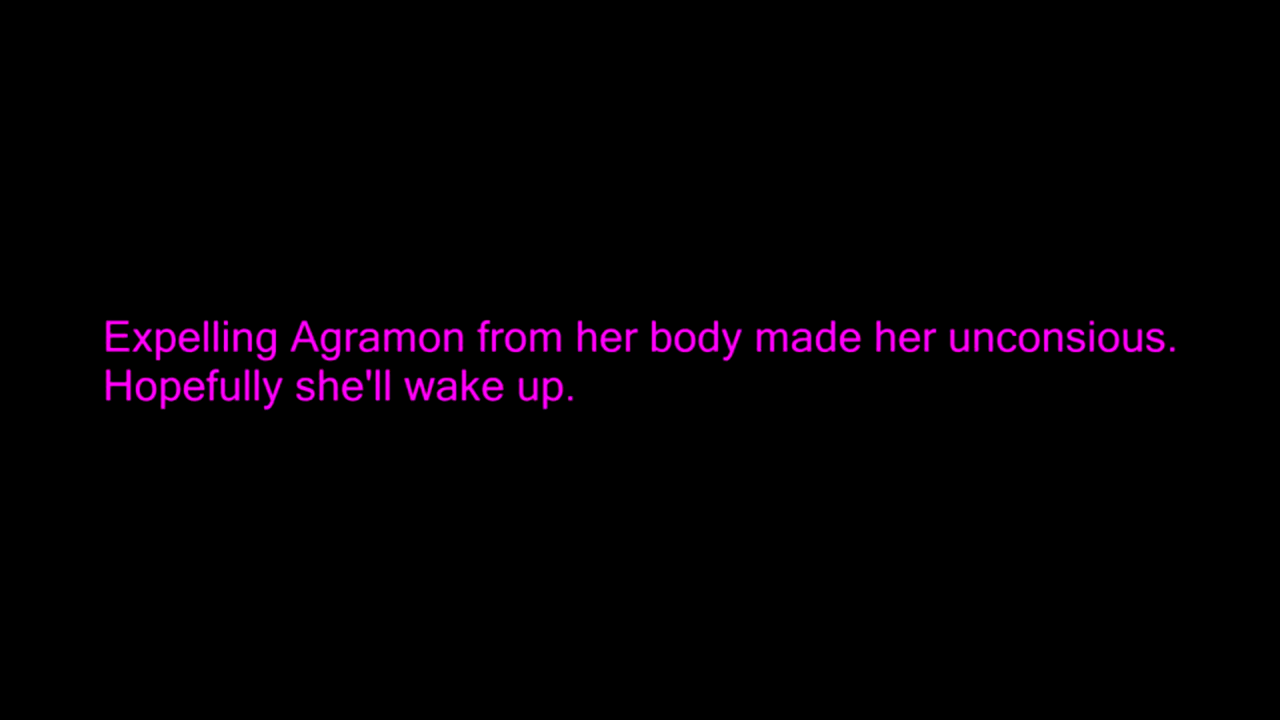 Expelling Agramon from her body made her unconsious.
Hopefully she'll wake up.